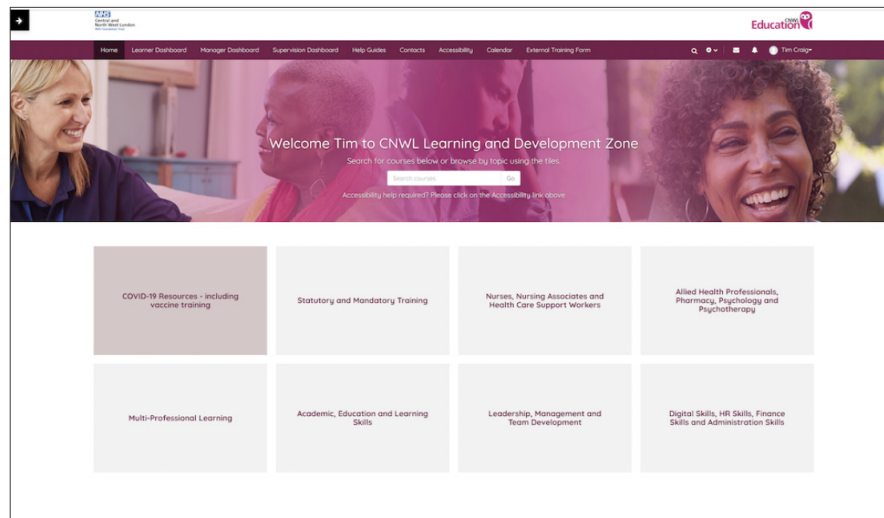 NHS
Central and
North West London
NHS Foundation Trust
CNWL
Education
Home Learner Dashboard Manager Dashboard Supervision Dashboard Help Guides Contacts Accessibility Calendar External Training Form Tim Craig
Welcome Tim to CNWL Learning and Development Zone
Search for courses below or browse by topic using the tiles.
Search courses Go
Accessibility help required? Please click on the Accessibility link above
COVID-19 Resources - including
vaccine training
Statutory and Mandatory Training
Nurses, Nursing Associates and
Health Care Support Workers
Allied Health Professionals,
Pharmacy, Psychology and
Psychotherapy
Multi-Professional Learning
Academic, Education and Learning
Skills
Leadership, Management and
Team Development
Digital Skills, HR Skills, Finance
Skills and Administration Skills